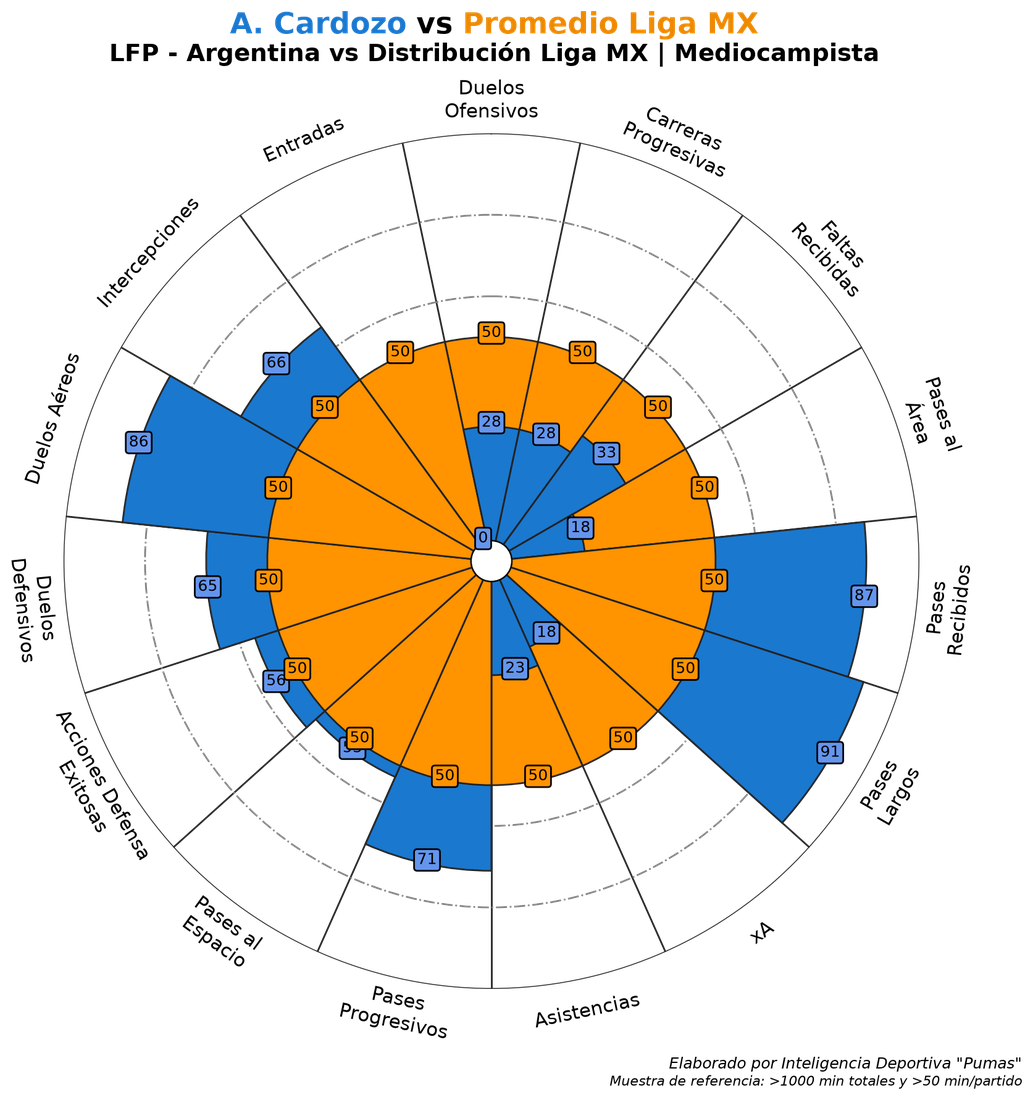 A. Cardozo vs Promedio Liga MX
LFP - Argentina vs Distribución Liga MX | Mediocampista
Duelos
Ofensivos
Carreras
Progresivas
Faltas
Recibidas
Pases al
Área
Pases
Recibidos
Pases
Largos
xA
Asistencias
Pases
Progresivos
Pases al
Espacio
Acciones Defensa
Exitosas
Duelos
Defensivos
Duelos Aéreos
Intercepciones
Entradas
50
28
50
28
50
33
50
18
50
87
50
91
50
18
50
23
50
71
50
50
56
50
65
50
86
50
66
50
0
Elaborado por Inteligencia Deportiva "Pumas"
Muestra de referencia: >1000 min totales y >50 min/partido